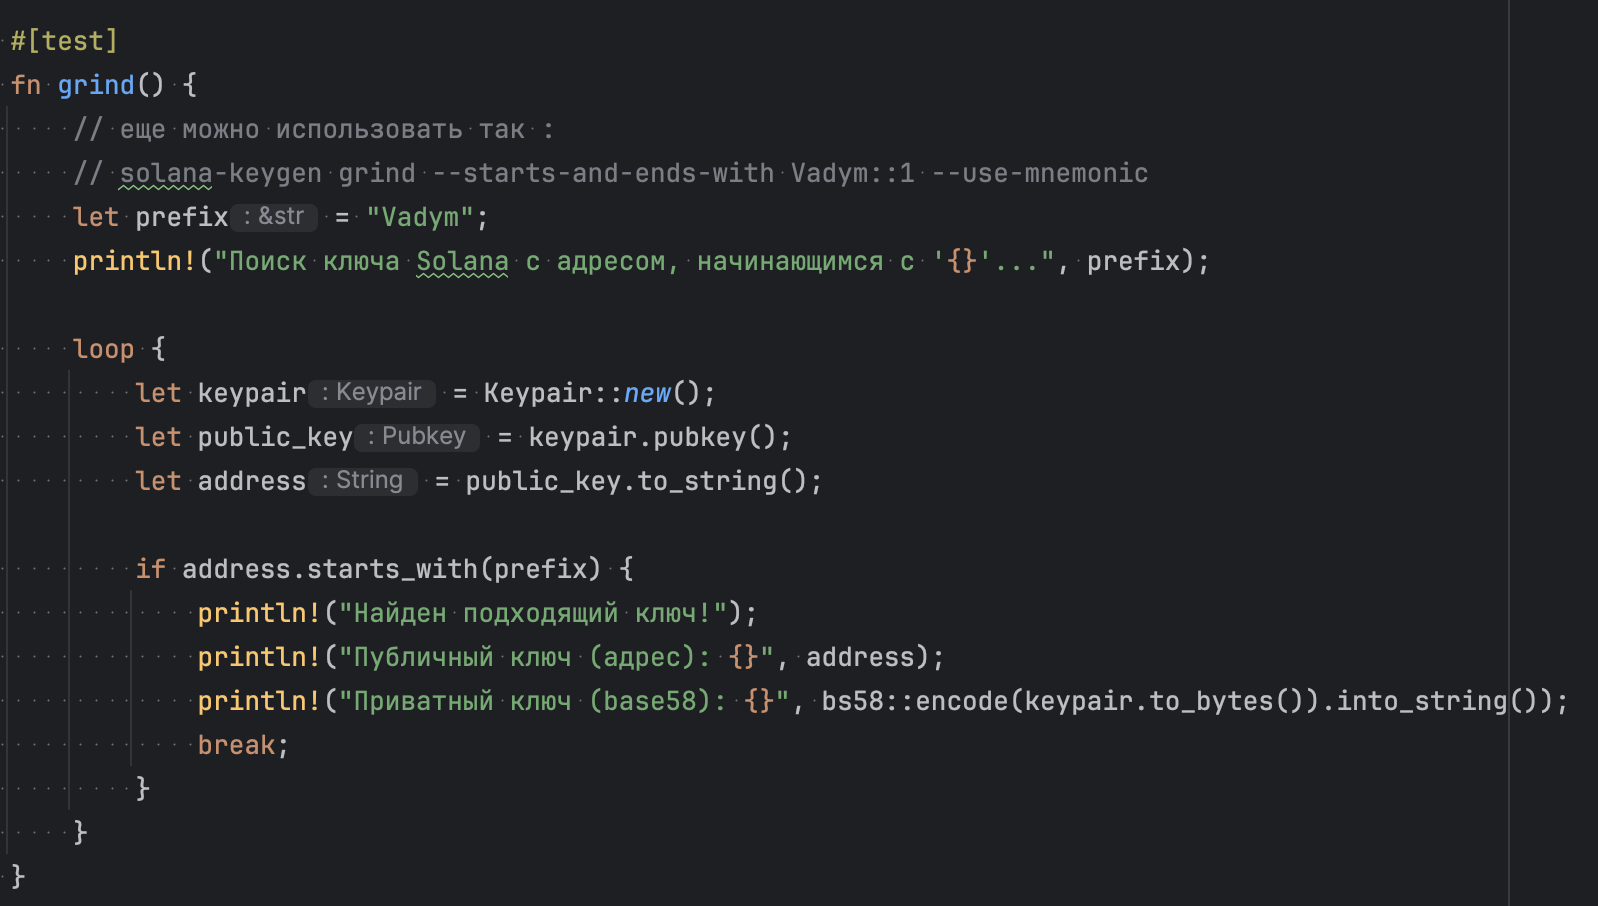 #[test]
fn grind() {
// еще можно использовать так :
// solana-keygen grind --starts-and-ends-with Vadym::1 --use-mnemonic
let prefix : &str = "Vadym";
println!("Поиск ключа Solana с адресом, начинающимся с '{}'...", prefix);
loop {
let keypair : Keypair = Keypair::new();
let public_key : Pubkey = keypair.pubkey();
let address : String = public_key.to_string();
if address.starts_with(prefix) {
println!("Найден подходящий ключ!");
println!("Публичный ключ (адрес): {}", address);
println!("Приватный ключ (base58): {}", bs58::encode(keypair.to_bytes()).into_string());
break;
}
}
}